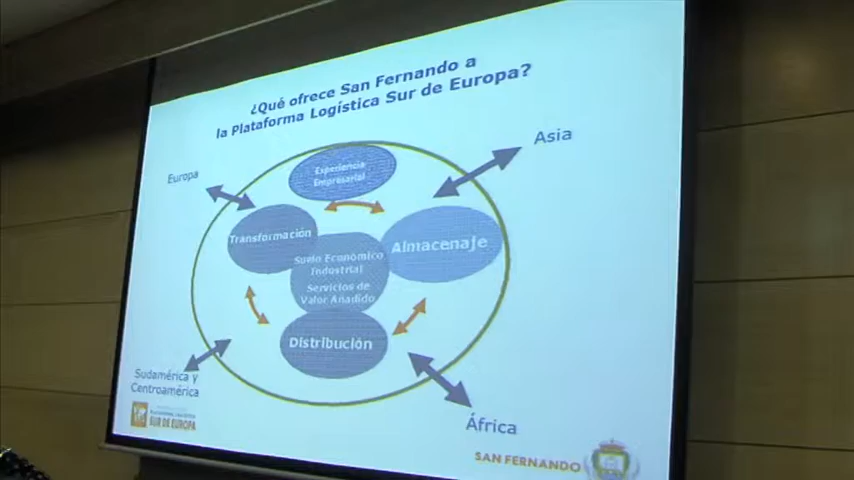 ¿Qué ofrece San Fernando a
la Plataforma Logística Sur de Europa?
Asia
Europa
Experiencia
Empresarial
Transformación
Almacenaje
Suelo Económico
Industrial
Servicios de
Valor Añadido
Distribución
Sudamérica y
Centroamérica
África
SUR DE EUROPA
SAN FERNANDO